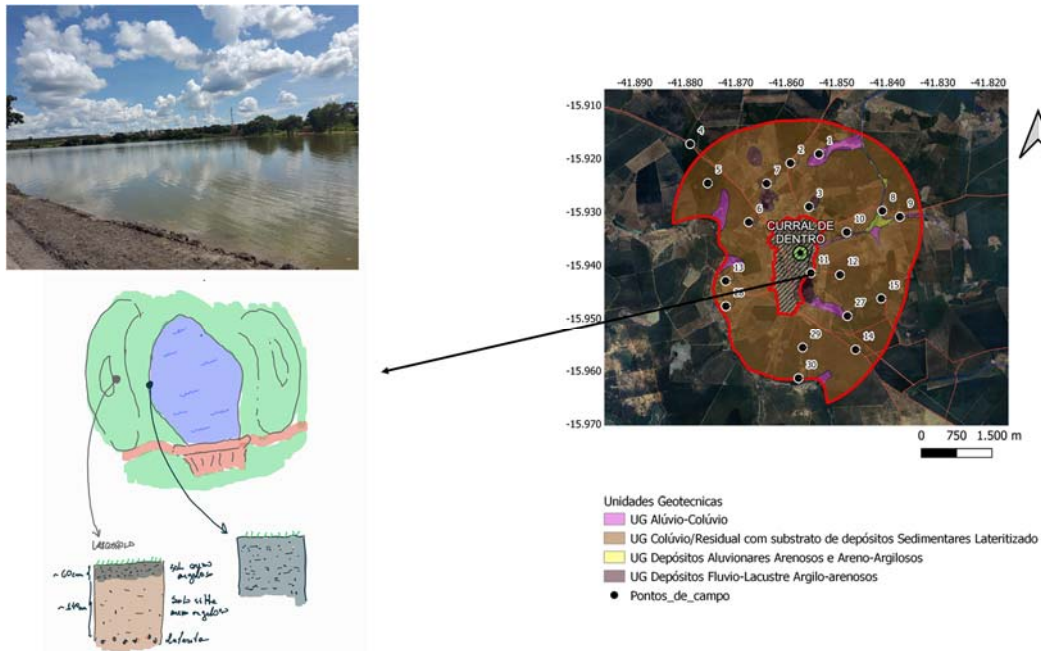 -41.890 -41.880 -41.870 -41.860 -41.857 -41.850 -41.840 -41.830 -41.820
-15.910
-15.920
-15.930
-15.940
-15.950
-15.960
-15.970
4
5
2
1
7
3
6
8
9
10
CURRAL DE
DENTRO
11
12
13
15
27
14
29
30
0 750 1.500 m
Unidades Geotecnicas
UG Alúvio-Colúvio
UG Colúvio/Residual com substrato de depósitos Sedimentares Lateritizado
UG Depósitos Aluvionares Arenosos e Areno-Argilosos
UG Depósitos Fluvio-Lacustre Argilo-arenosos
Pontos_de_campo
~60cm
argiloso
argiloso